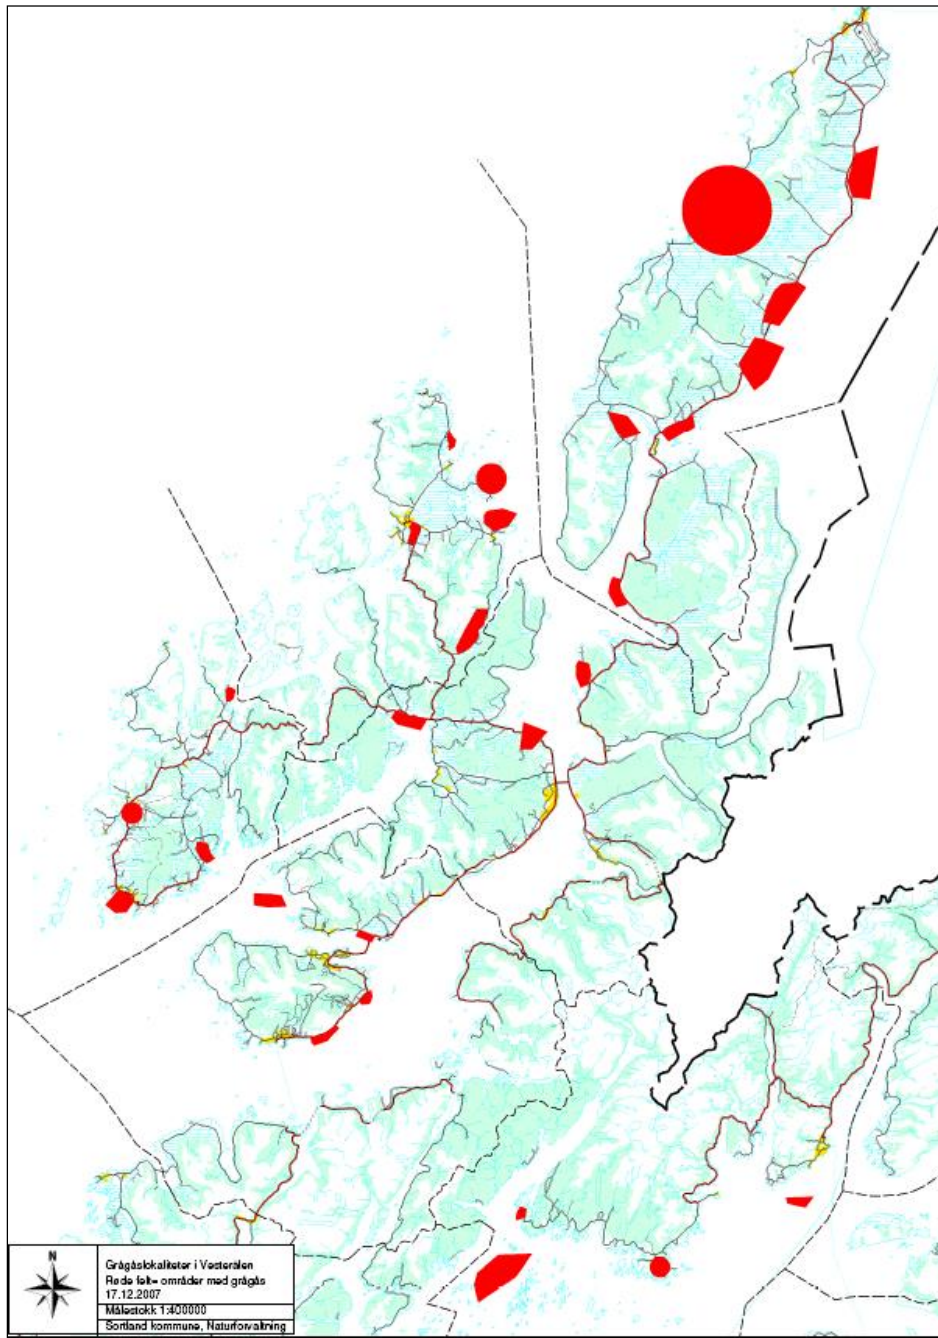 N
Grågåslokaliteter i Vesterålen
Røde felt= områder med grågås
17.12.2007
Målestokk 1:400000
Sortland kommune, Naturforvaltning